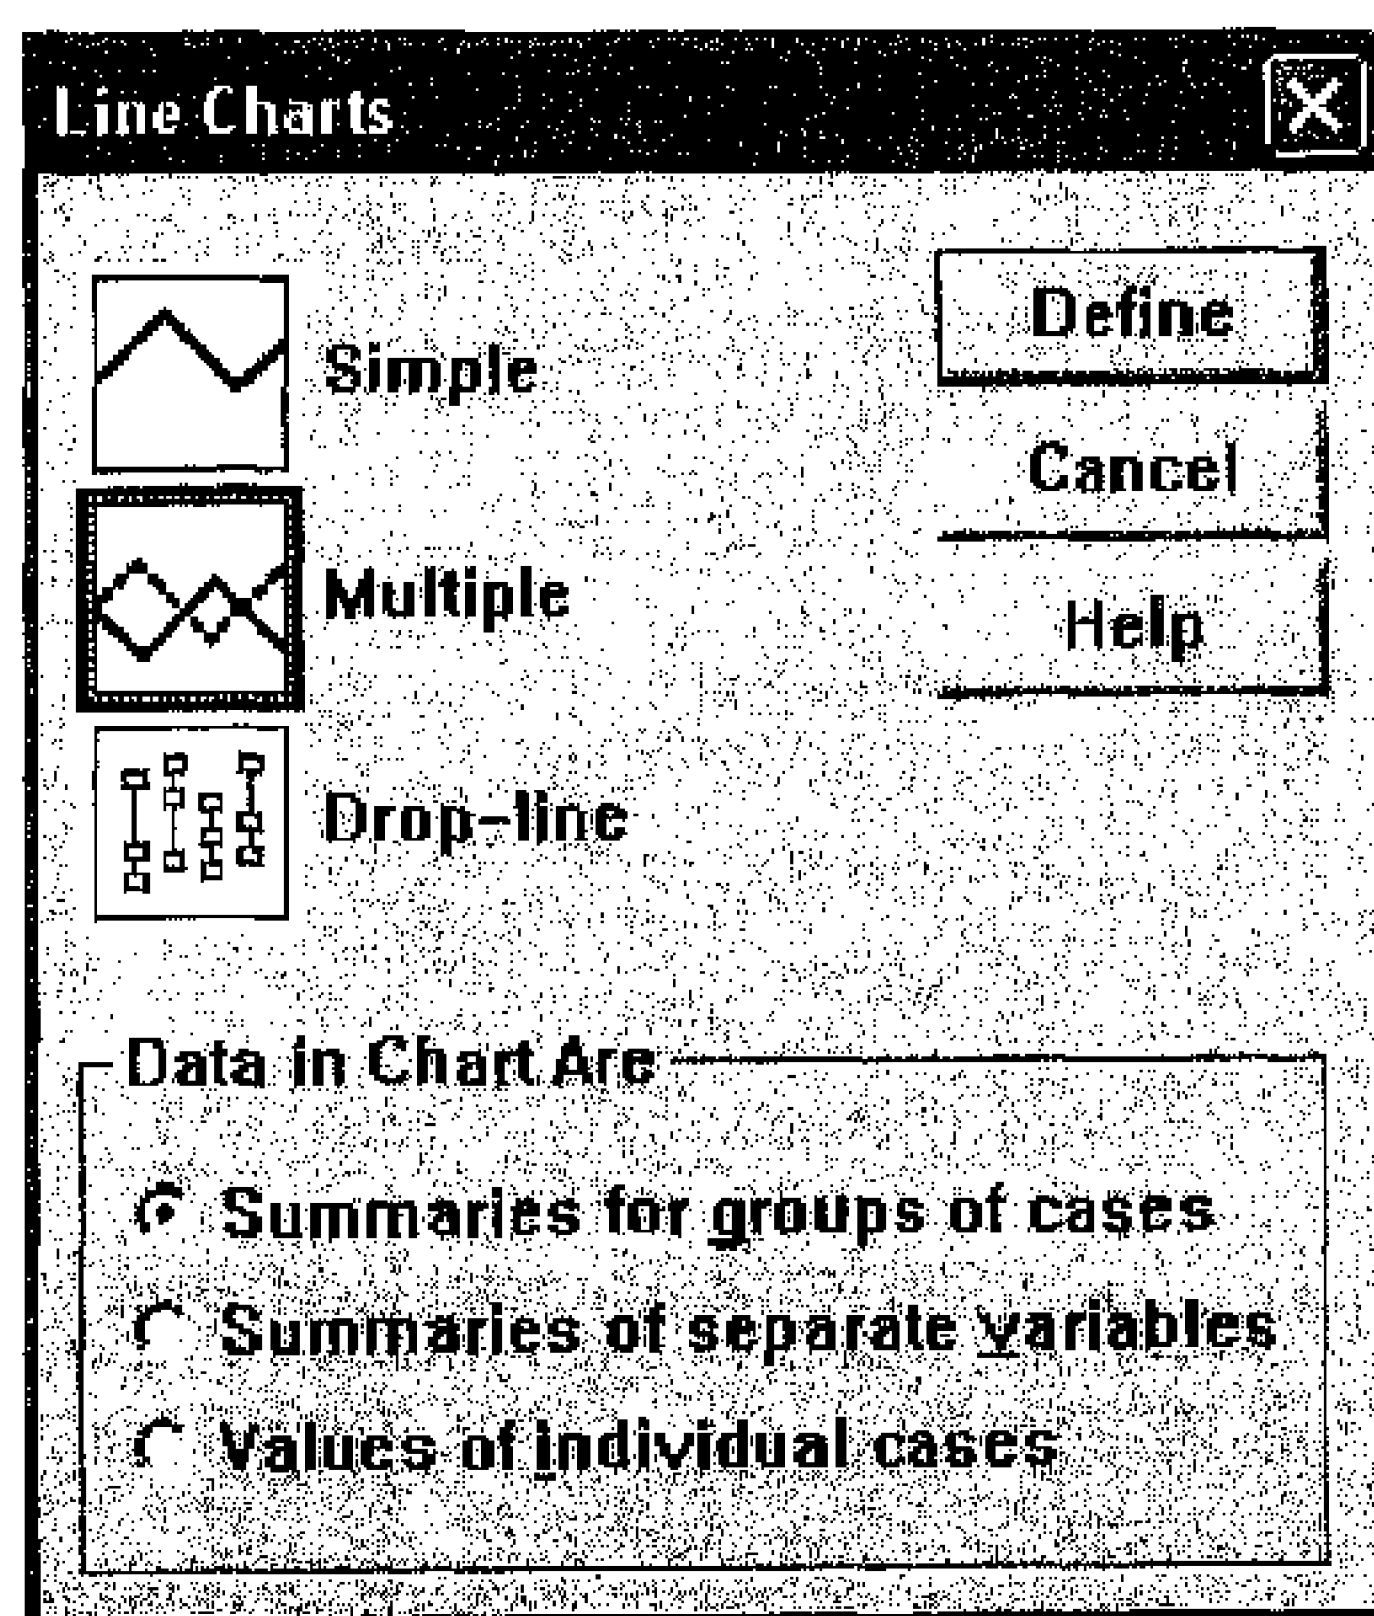 Line Charts
Simple
Define
Cancel
Multiple
Help
Drop-line
Data in Chart Are
Summaries for groups of cases
Summaries of separate variables
Values of individual cases